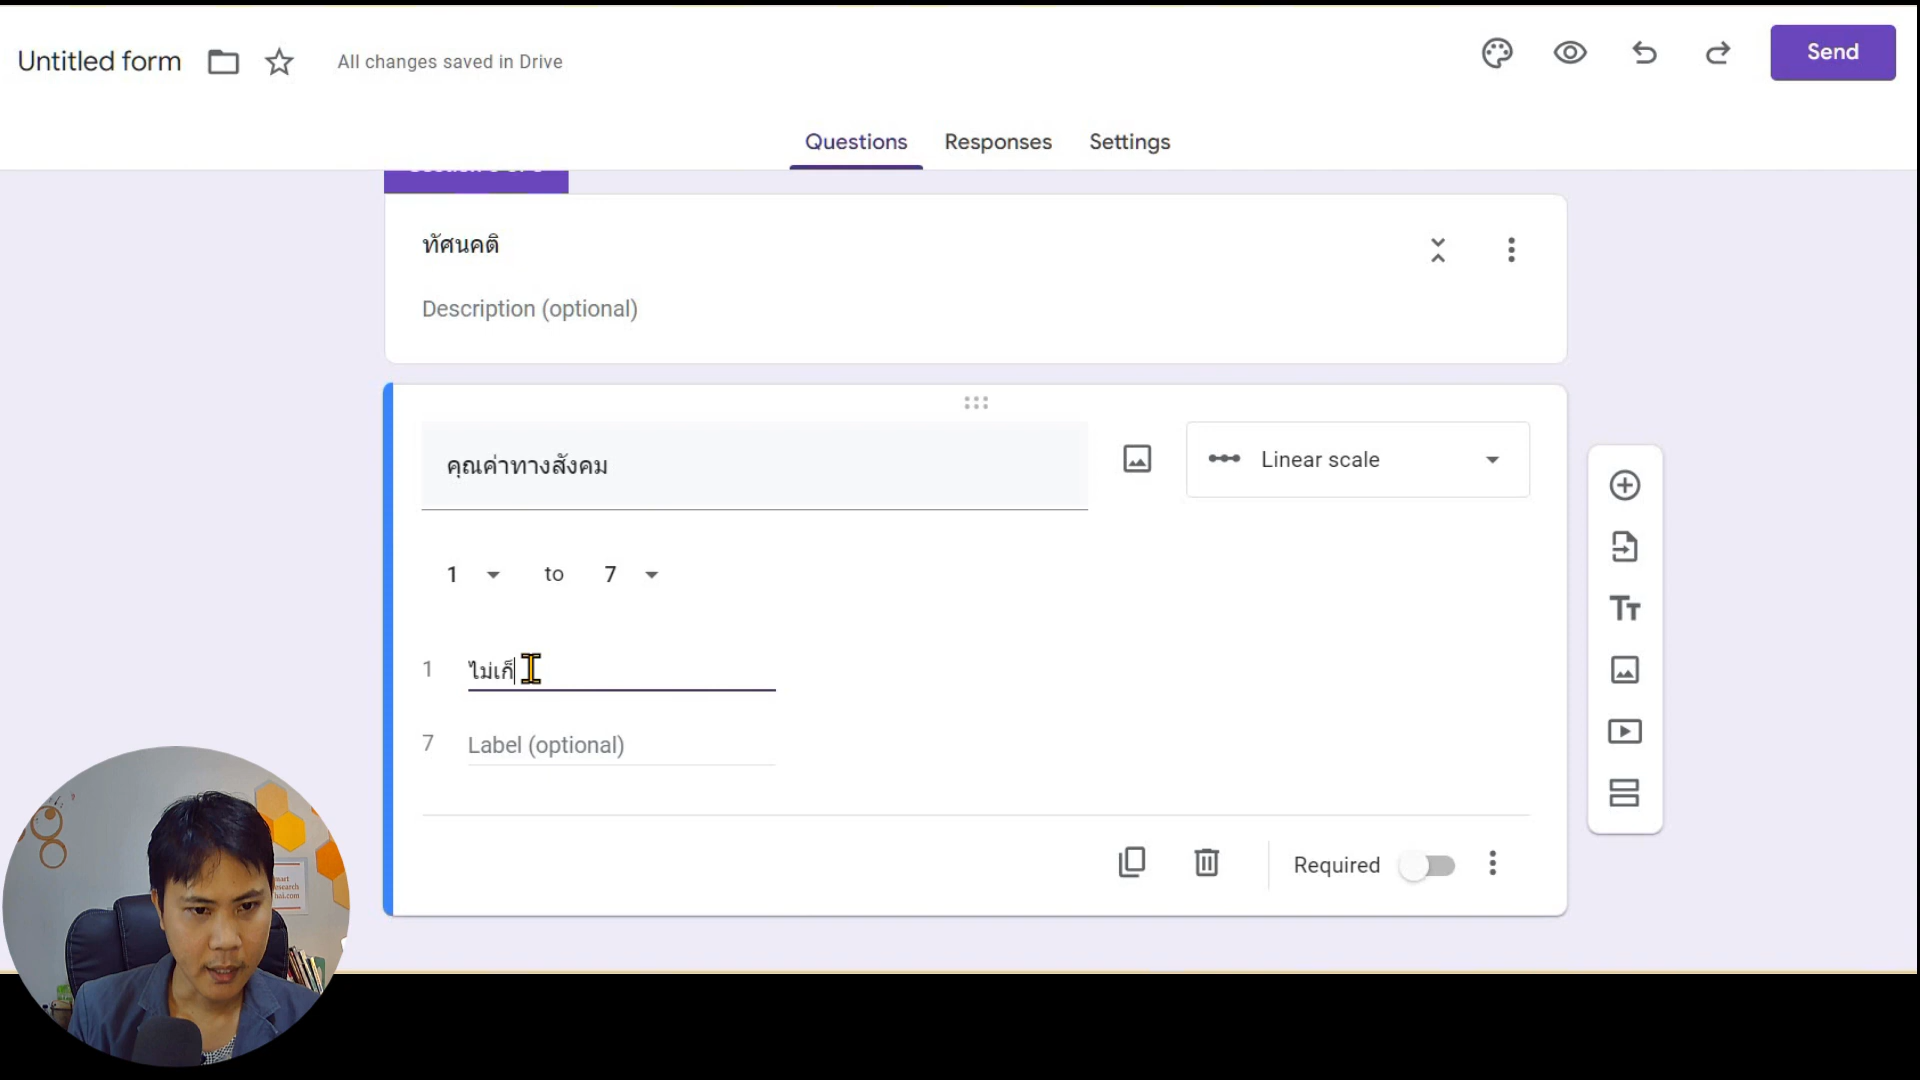 Untitled form
All changes saved in Drive
Send
Questions
Responses
Settings
ทัศนคติ
Description (optional)
คุณค่าทางสังคม
Linear scale
1 to 7
1 ไม่เก็
7 Label (optional)
Required